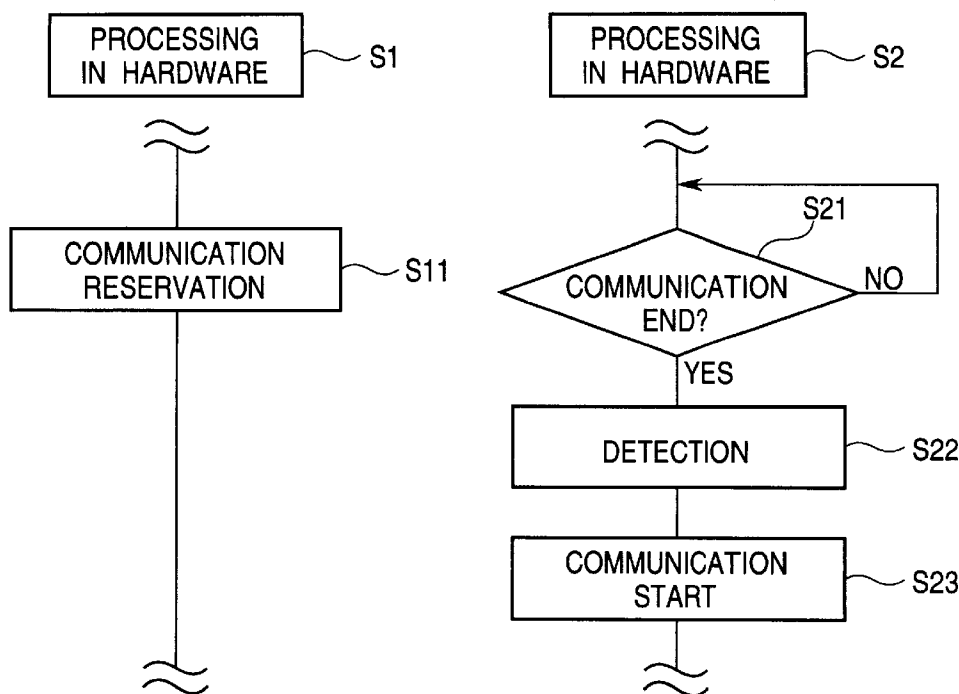 PROCESSING
IN HARDWARE
S1
COMMUNICATION
RESERVATION
S11
PROCESSING
IN HARDWARE
S2
S21
COMMUNICATION
END?
NO
YES
DETECTION
S22
COMMUNICATION
START
S23